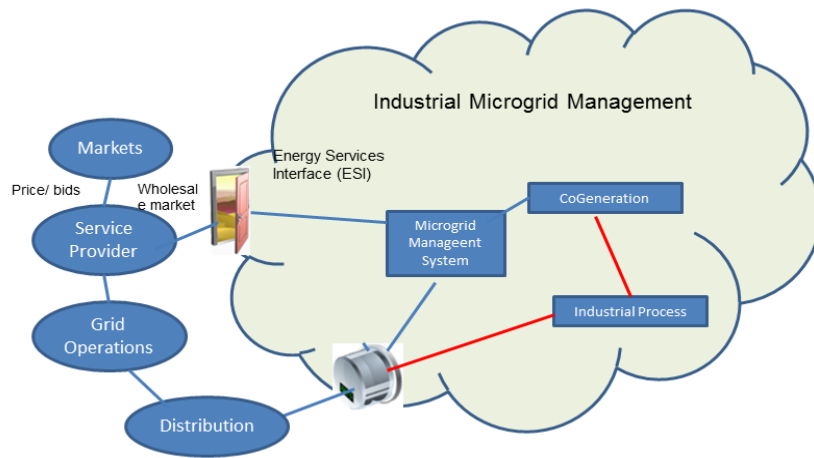 Industrial Microgrid Management
Markets
Energy Services
Interface (ESI)
Price/ bids
Wholesal
e market
Service
Provider
CoGeneration
Microgrid
Manageent
System
Grid
Operations
Industrial Process
Distribution